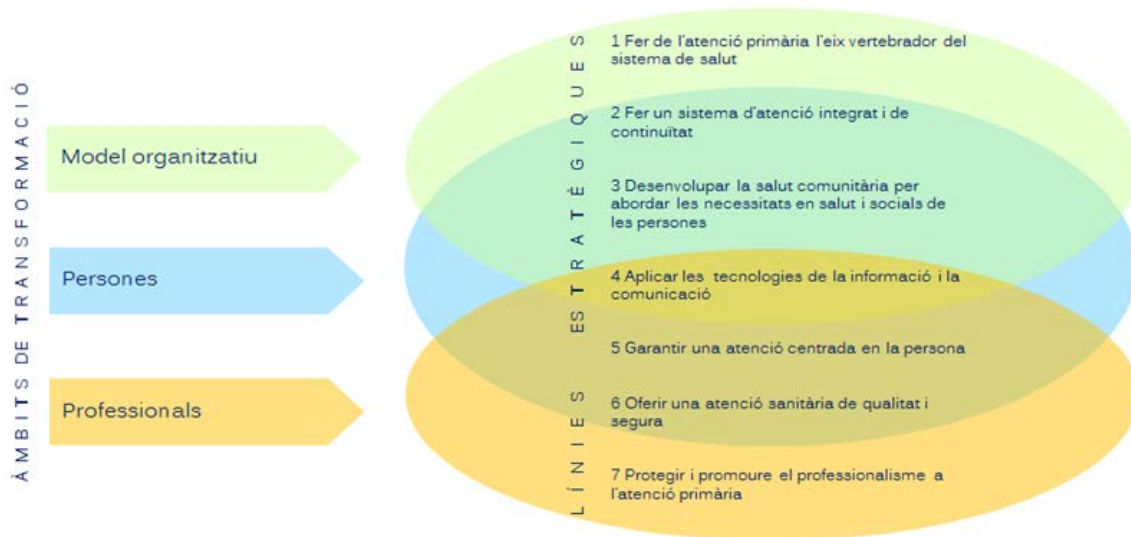 ÀMBITS DE TRANSFORMACIÓ
Model organitzatiu
Persones
Professionals
LÍNIES ESTRATÈGIQUES
1 Fer de l'atenció primària l'eix vertebrador del
sistema de salut
2 Fer un sistema d'atenció integrat i de
continuïtat
3 Desenvolupar la salut comunitària per
abordar les necessitats en salut i socials de
les persones
4 Aplicar les tecnologies de la informació i la
comunicació
5 Garantir una atenció centrada en la persona
6 Oferir una atenció sanitària de qualitat i
segura
7 Protegir i promoure el professionalisme a
l'atenció primària